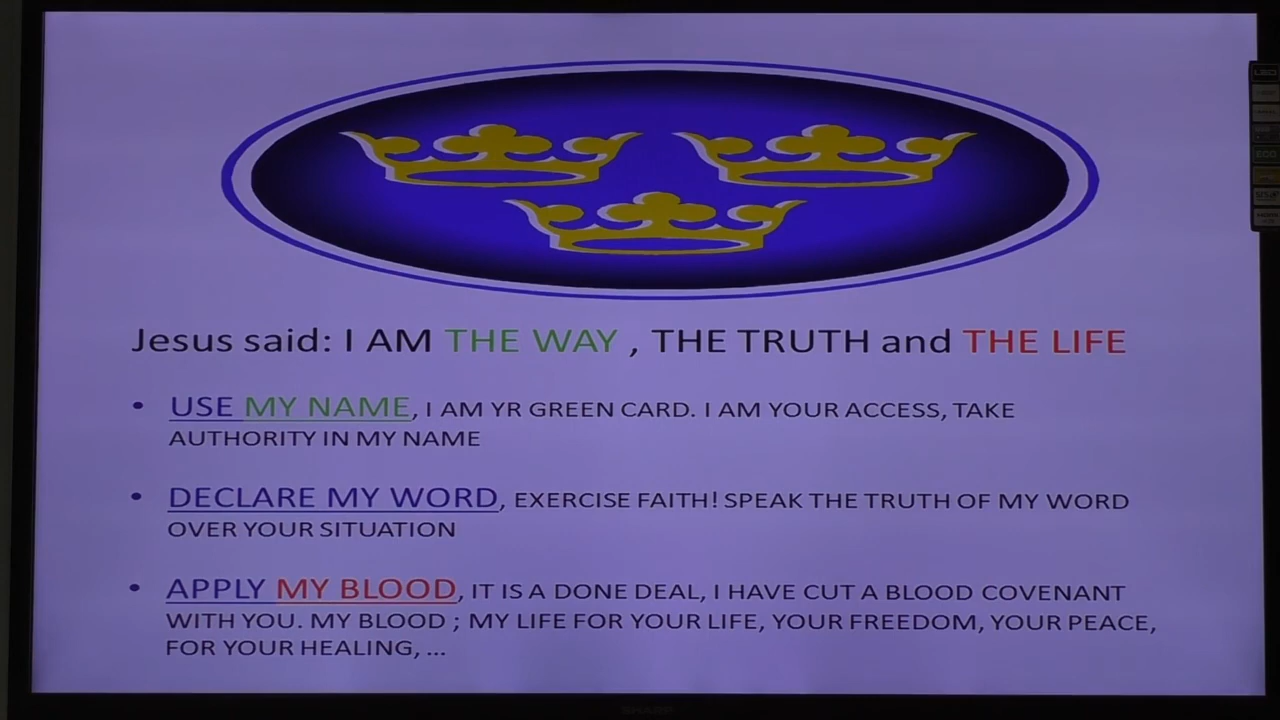 Jesus said: I AM THE WAY , THE TRUTH and THE LIFE
• USE MY NAME, I AM YR GREEN CARD. I AM YOUR ACCESS, TAKE
AUTHORITY IN MY NAME
• DECLARE MY WORD, EXERCISE FAITH! SPEAK THE TRUTH OF MY WORD
OVER YOUR SITUATION
• APPLY MY BLOOD, IT IS A DONE DEAL, I HAVE CUT A BLOOD COVENANT
WITH YOU. MY BLOOD ; MY LIFE FOR YOUR LIFE, YOUR FREEDOM, YOUR PEACE,
FOR YOUR HEALING, ...
SHARP
LED
ECO